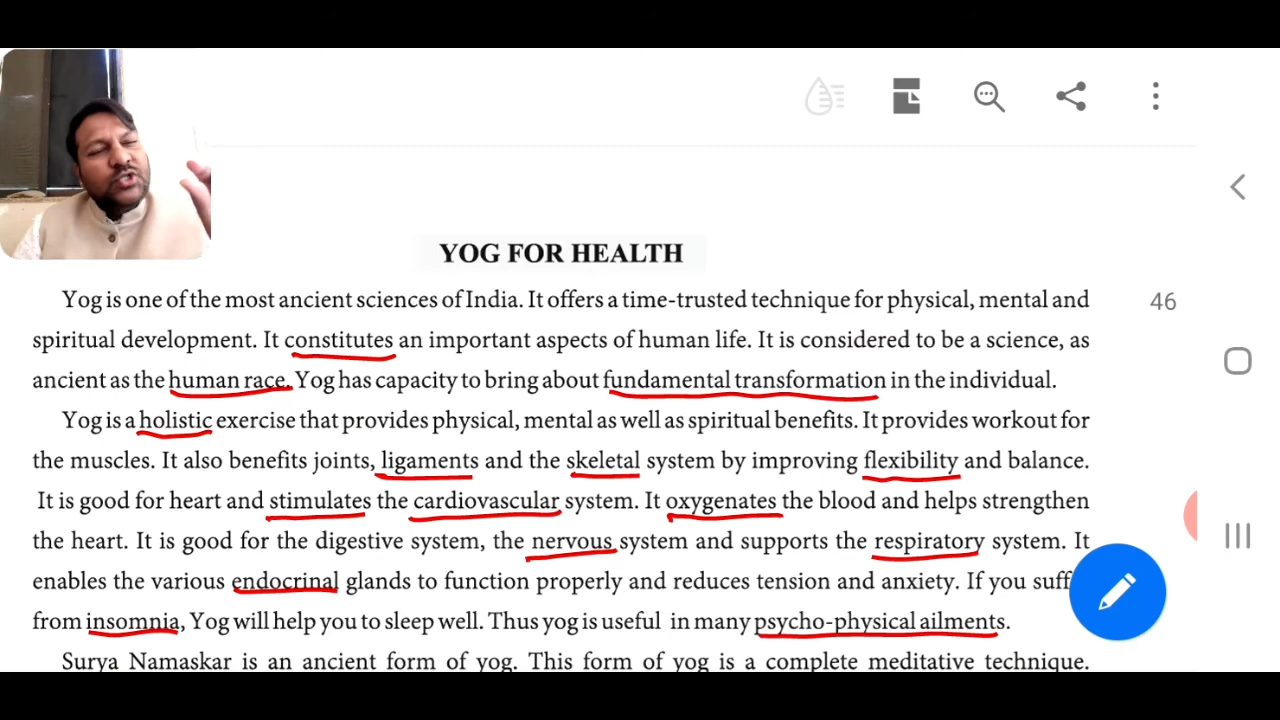 YOG FOR HEALTH
Yog is one of the most ancient sciences of India. It offers a time-trusted technique for physical, mental and
46
spiritual development. It constitutes an important aspects of human life. It is considered to be a science, as
ancient as the human race. Yog has capacity to bring about fundamental transformation in the individual.
Yog is a holistic exercise that provides physical, mental as well as spiritual benefits. It provides workout for
the muscles. It also benefits joints, ligaments and the skeletal system by improving flexibility and balance.
It is good for heart and stimulates the cardiovascular system. It oxygenates the blood and helps strengthen
the heart. It is good for the digestive system, the nervous system and supports the respiratory system. It
enables the various endocrinal glands to function properly and reduces tension and anxiety. If you suff
from insomnia, Yog will help you to sleep well. Thus yog is useful in many psycho-physical ailments.
Surya Namaskar is an ancient form of yog. This form of yog is a complete meditative technique.